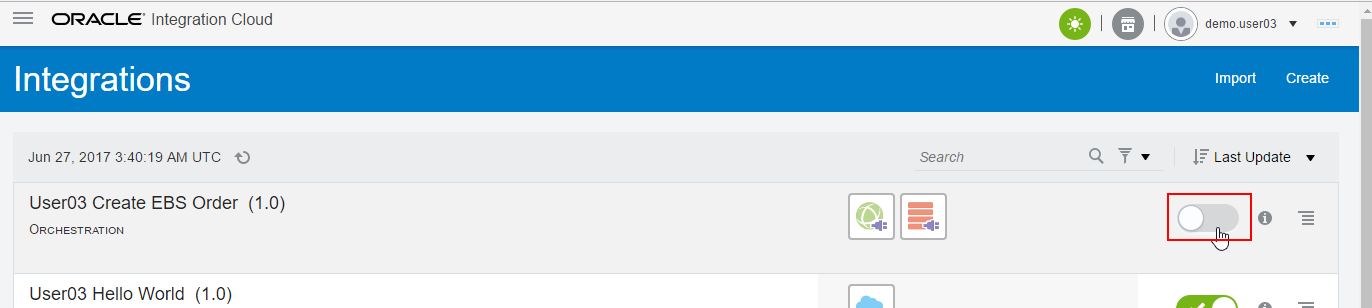 ORACLE Integration Cloud
demo.user03
Integrations
Import Create
Jun 27, 2017 3:40:19 AM UTC
Search
Last Update
User03 Create EBS Order (1.0)
ORCHESTRATION
User03 Hello World (1.0)